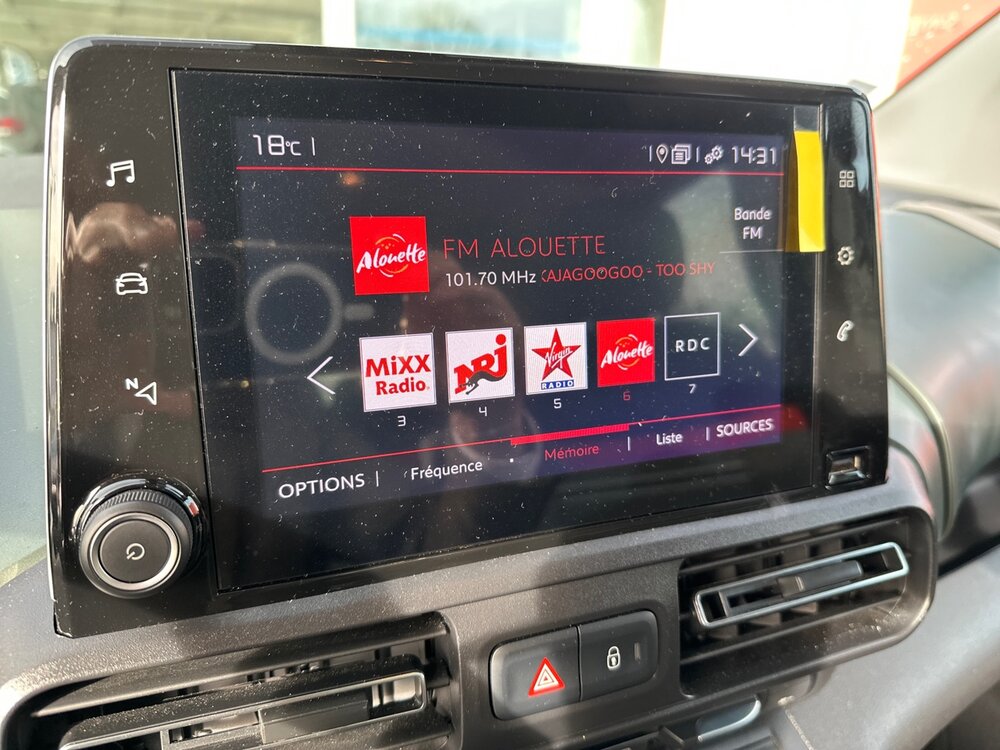 18°C
14:31
Bande
FM
Alouette
FM ALOUETTE
101.70 MHz KAJAGOOGOO - TOO SHY
MiXX
Radio
NRJ
Virgin
RADIO
Alouette
RDC
3
4
5
6
7
OPTIONS
Fréquence
Mémoire
Liste
SOURCES
N